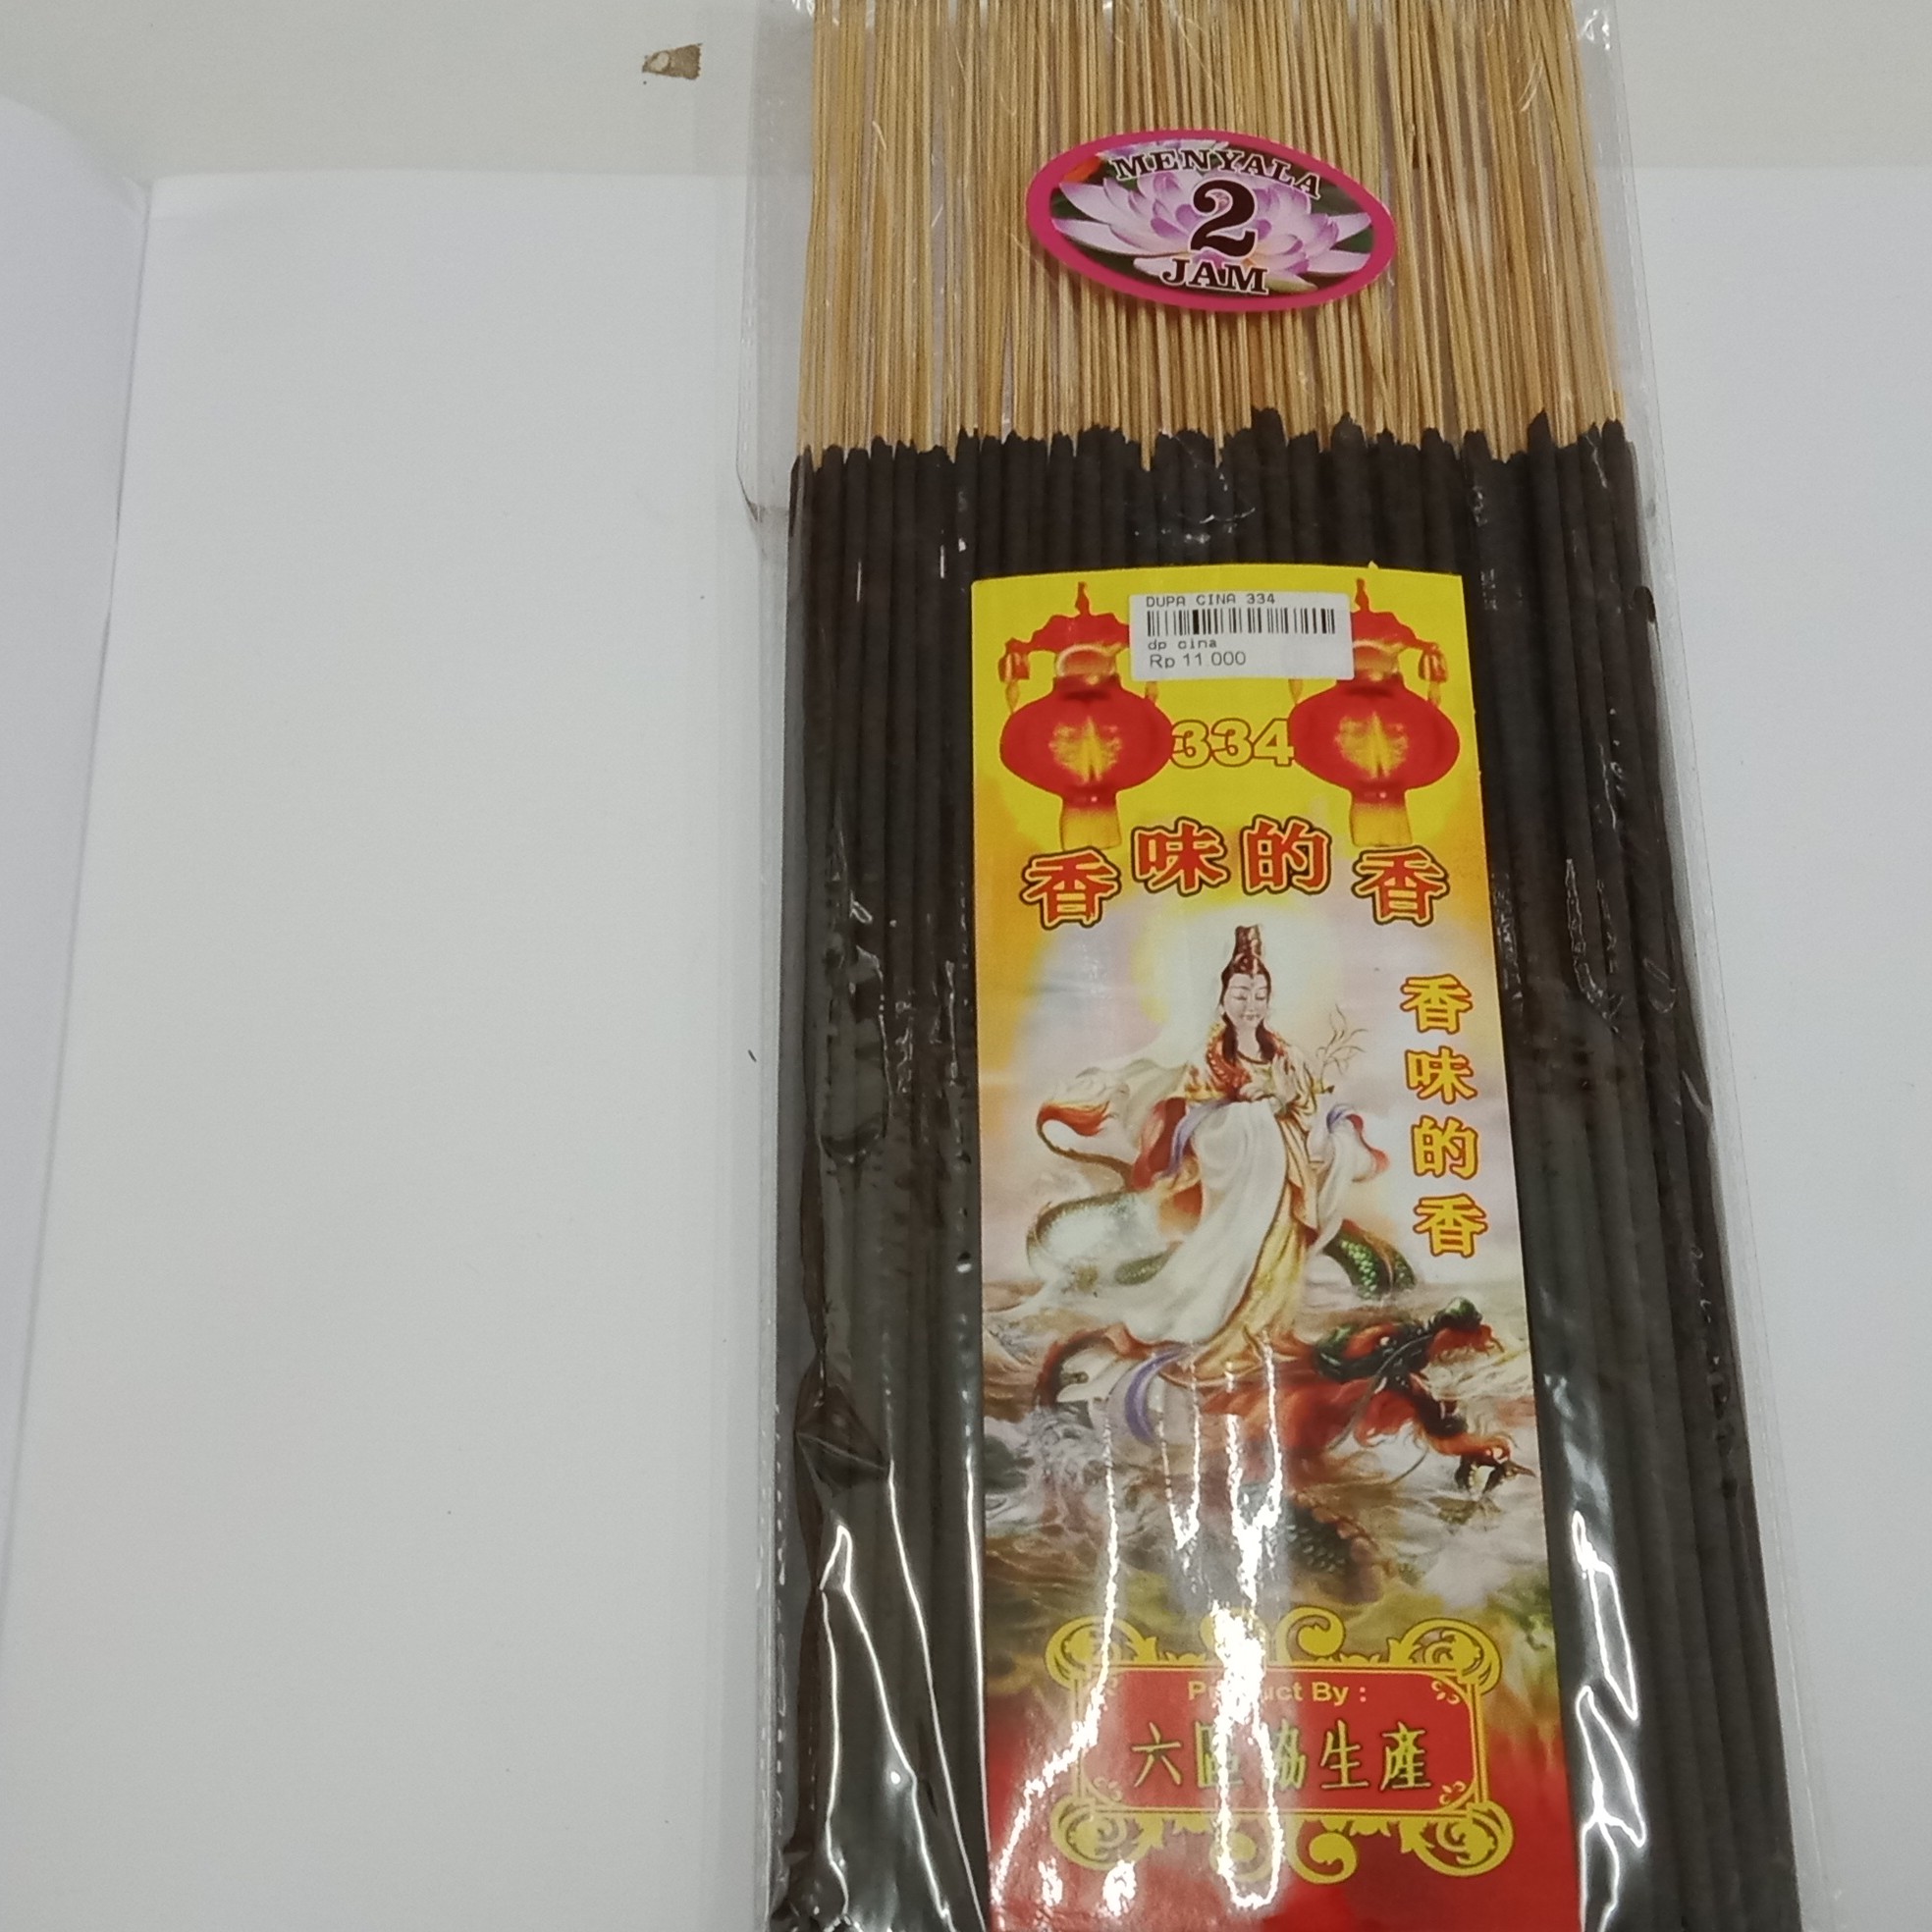 MENYALA
2
JAM
DUPA CINA 334
dp cina
Rp 11 000
334
香味的香
香味的香
Product By :
六區協生產